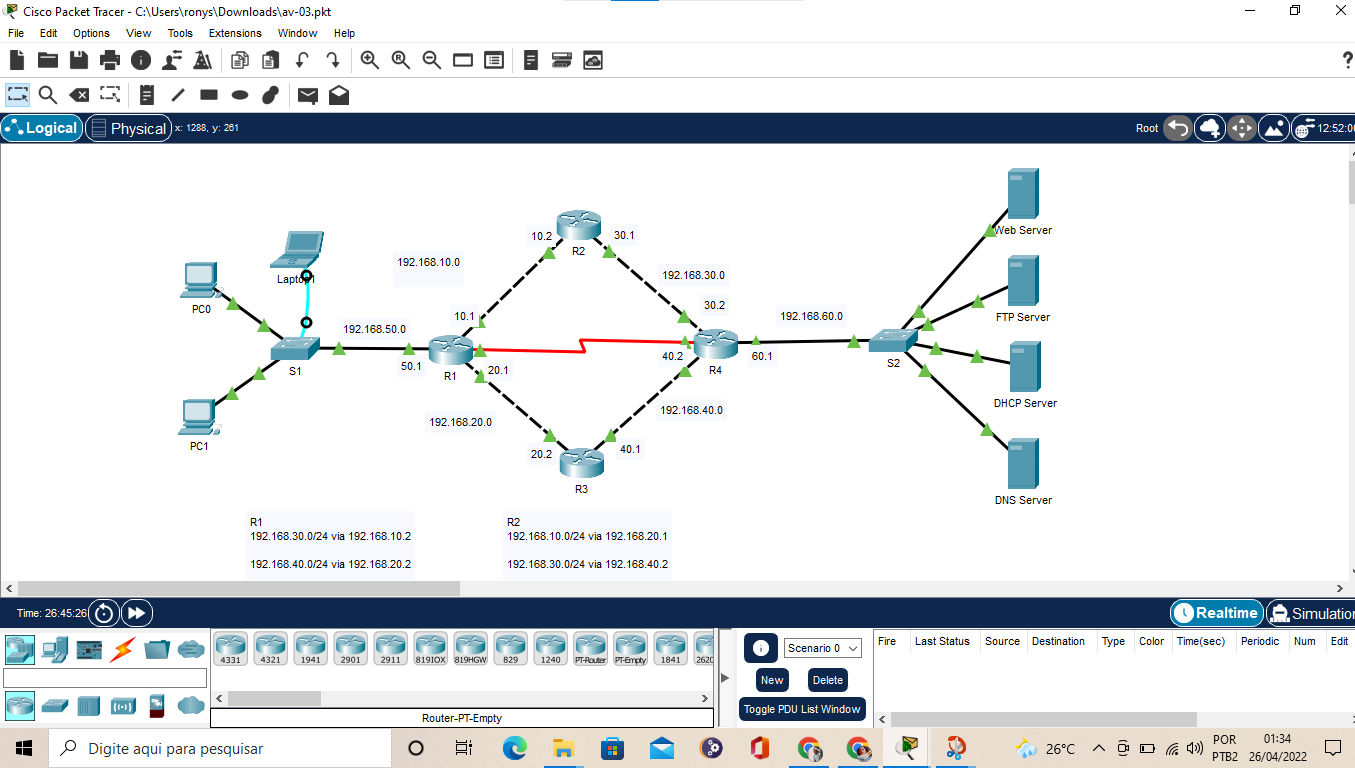 Cisco Packet Tracer - C:\Users\ronys\Downloads\av-03.pkt
File Edit Options View Tools Extensions Window Help
Logical Physical x: 1288, y: 261 Root 12:52:00
Web Server
10.2 30.1
R2
192.168.10.0
Laptop1
192.168.30.0
PC0
30.2
FTP Server
10.1
192.168.50.0
192.168.60.0
50.1
S1
R1
20.1
40.2
R4
60.1
S2
DHCP Server
192.168.20.0
192.168.40.0
PC1
20.2
40.1
R3
DNS Server
R1
192.168.30.0/24 via 192.168.10.2
192.168.40.0/24 via 192.168.20.2
R2
192.168.10.0/24 via 192.168.20.1
192.168.30.0/24 via 192.168.40.2
Time: 26:45:26 Realtime Simulation
4331 4321 1941 2901 2911 819IOX 819HGW 829 1240 PT-Router PT-Empty 1841 2620
Router-PT-Empty
Scenario 0
New Delete
Toggle PDU List Window
Fire Last Status Source Destination Type Color Time(sec) Periodic Num Edit
Digite aqui para pesquisar
26°C
POR
PTB2
01:34
26/04/2022